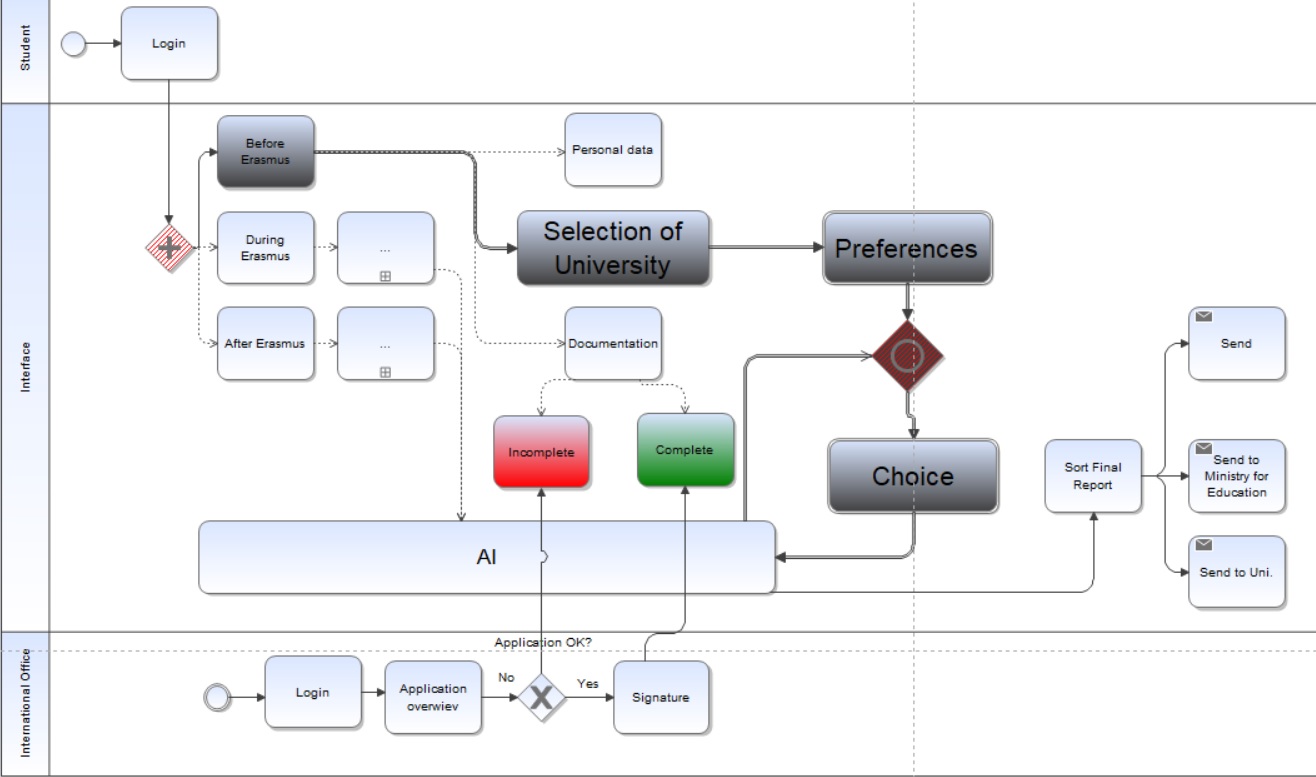 Student
Login
Interface
Before
Erasmus
Personal data
During
Erasmus
...
Selection of
University
Preferences
After Erasmus
...
Documentation
Send
Incomplete
Complete
Choice
Sort Final
Report
Send to
Ministry for
Education
AI
Send to Uni.
International Office
Application OK?
Login
Application
overwiev
No
X
Yes
Signature